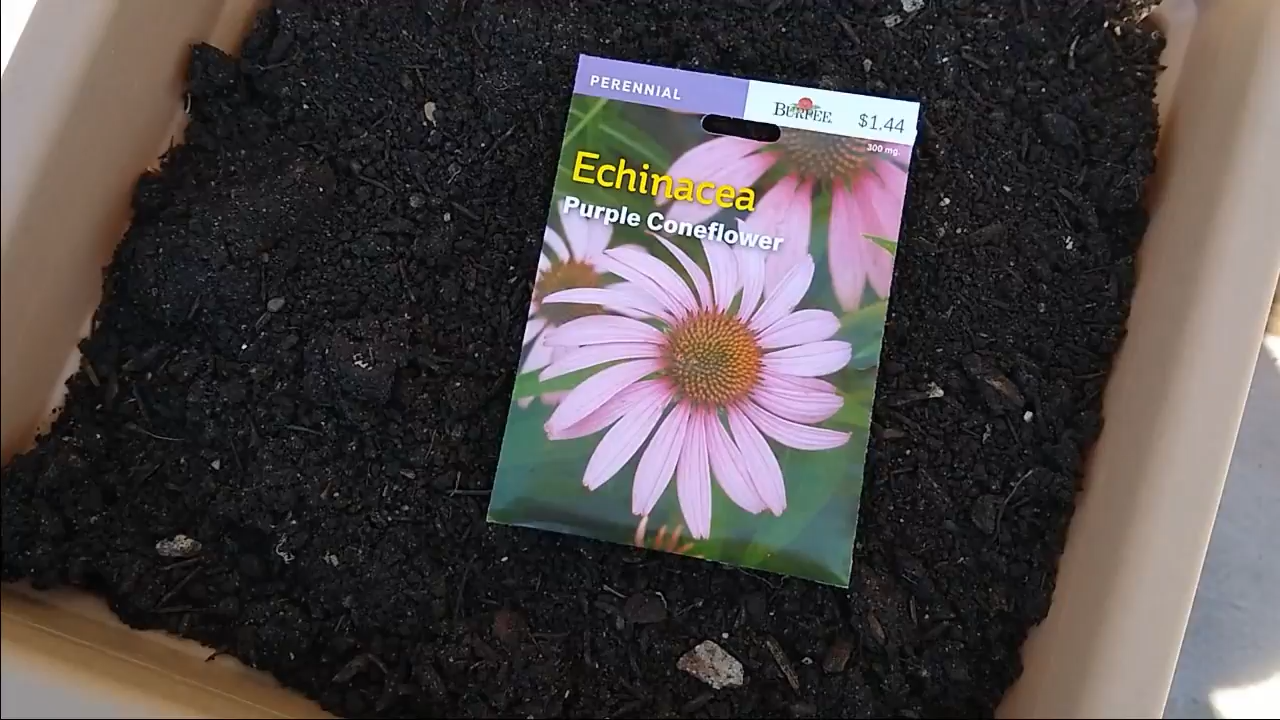 PERENNIAL
BURPEE
$1.44
300 mg.
Echinacea
Purple Coneflower